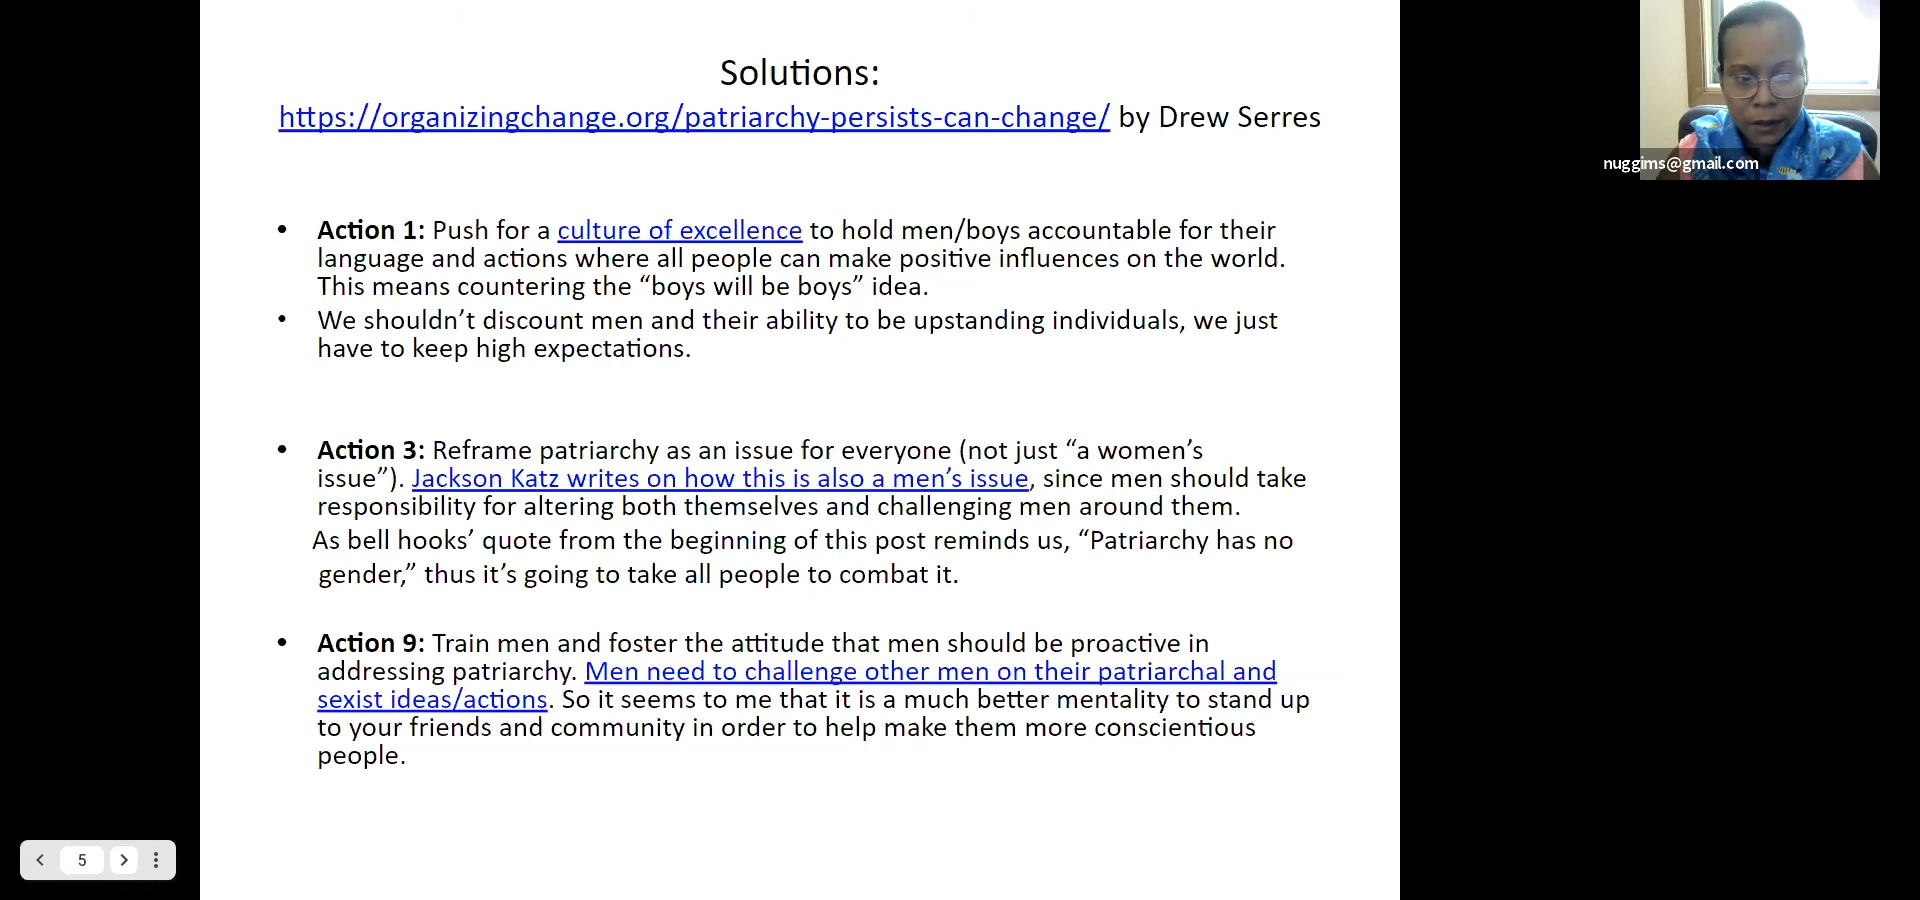 Solutions:
https://organizingchange.org/patriarchy-persists-can-change/ by Drew Serres
nuggims@gmail.com
• Action 1: Push for a culture of excellence to hold men/boys accountable for their
language and actions where all people can make positive influences on the world.
This means countering the “boys will be boys” idea.
• We shouldn’t discount men and their ability to be upstanding individuals, we just
have to keep high expectations.
• Action 3: Reframe patriarchy as an issue for everyone (not just “a women’s
issue”). Jackson Katz writes on how this is also a men’s issue, since men should take
responsibility for altering both themselves and challenging men around them.
As bell hooks’ quote from the beginning of this post reminds us, “Patriarchy has no
gender,” thus it’s going to take all people to combat it.
• Action 9: Train men and foster the attitude that men should be proactive in
addressing patriarchy. Men need to challenge other men on their patriarchal and
sexist ideas/actions. So it seems to me that it is a much better mentality to stand up
to your friends and community in order to help make them more conscientious
people.
5